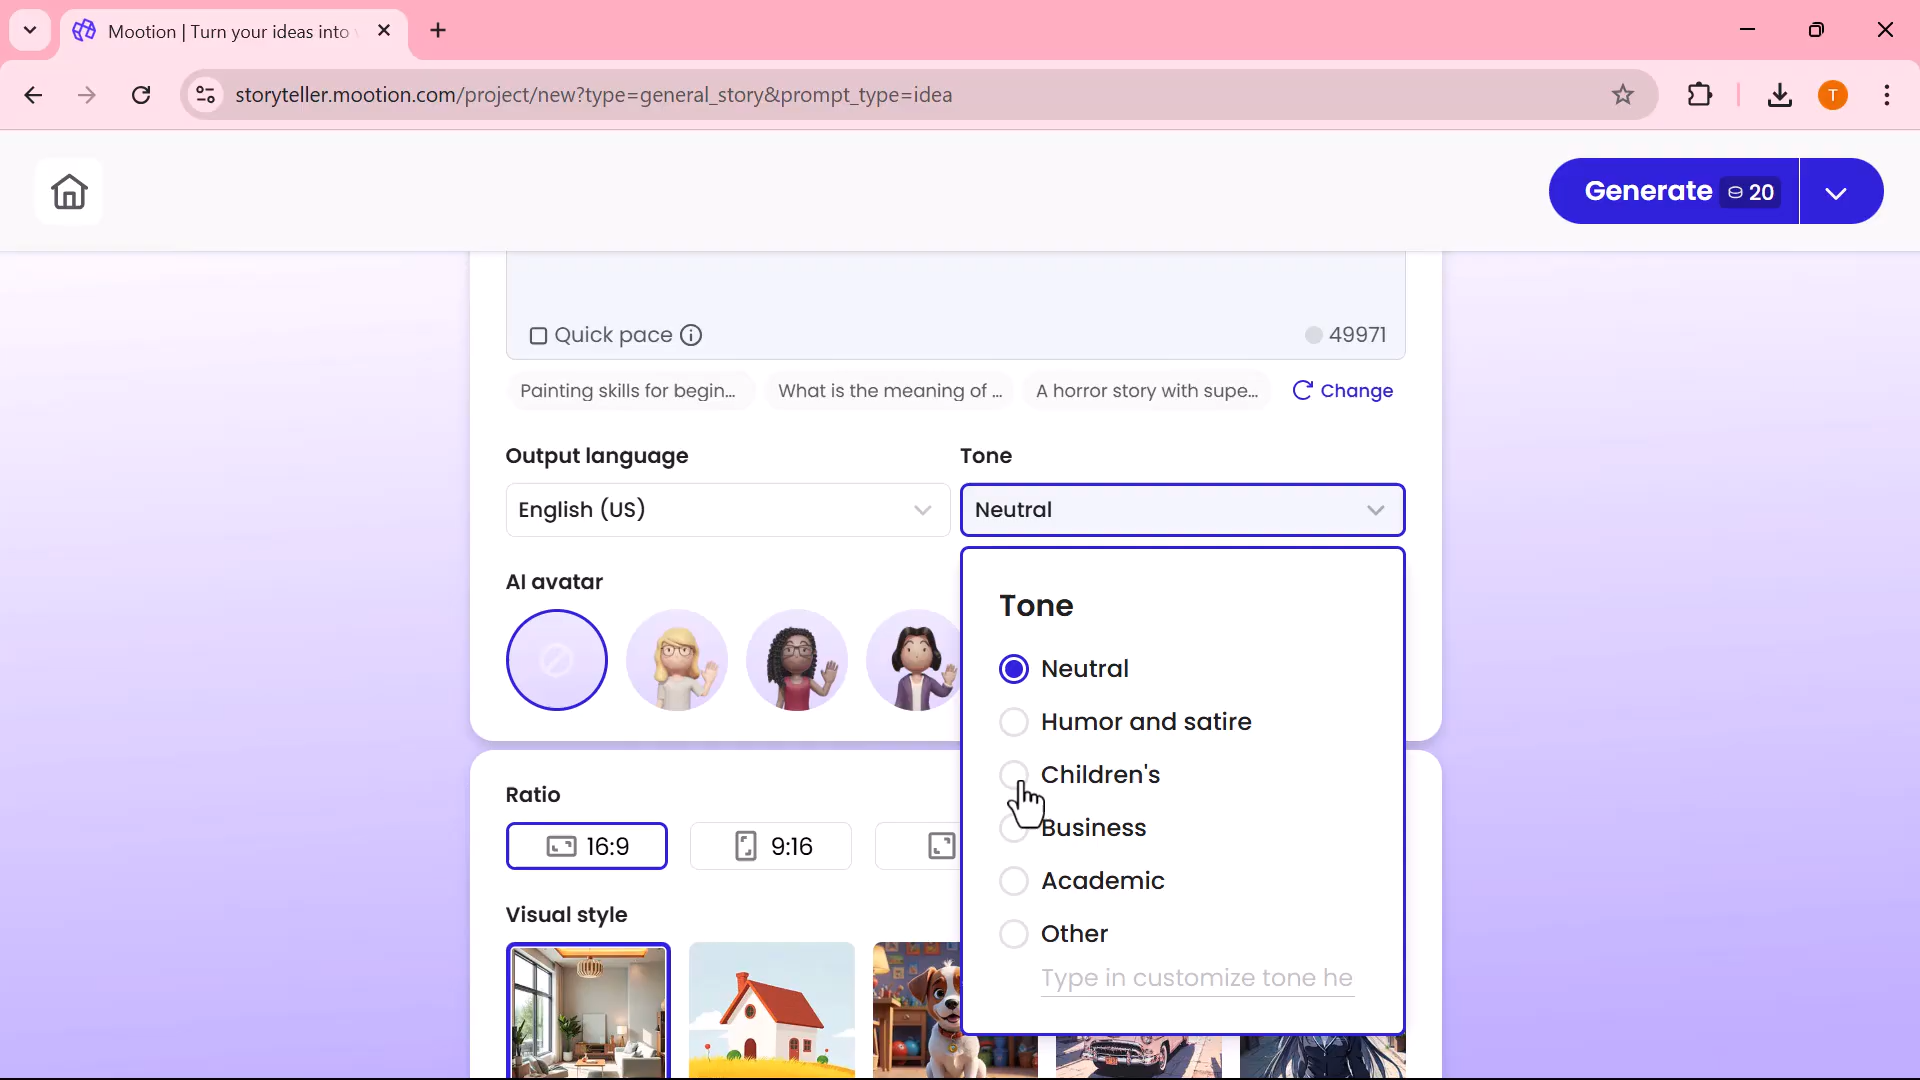 Mootion | Turn your ideas into
storyteller.mootion.com/project/new?type=general_story&prompt_type=idea
T
Generate 20
Quick pace
49971
Painting skills for begin...
What is the meaning of ...
A horror story with supe...
Change
Output language
Tone
English (US)
Neutral
AI avatar
Tone
Neutral
Humor and satire
Children's
Business
Academic
Other
Type in customize tone he
Ratio
16:9
9:16
Visual style